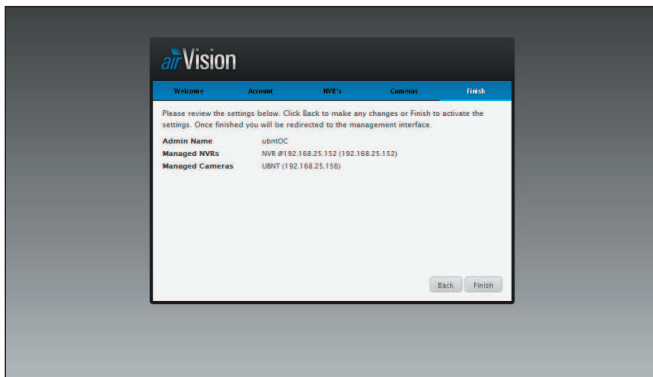 airVision
Welcome Account NVR's Cameras Finish
Please review the settings below. Click Back to make any changes or Finish to activate the
settings. Once finished you will be redirected to the management interface.
Admin Name ubntOC
Managed NVRs NVR @192.168.25.152 (192.168.25.152)
Managed Cameras UBNT (192.168.25.156)
Back Finish